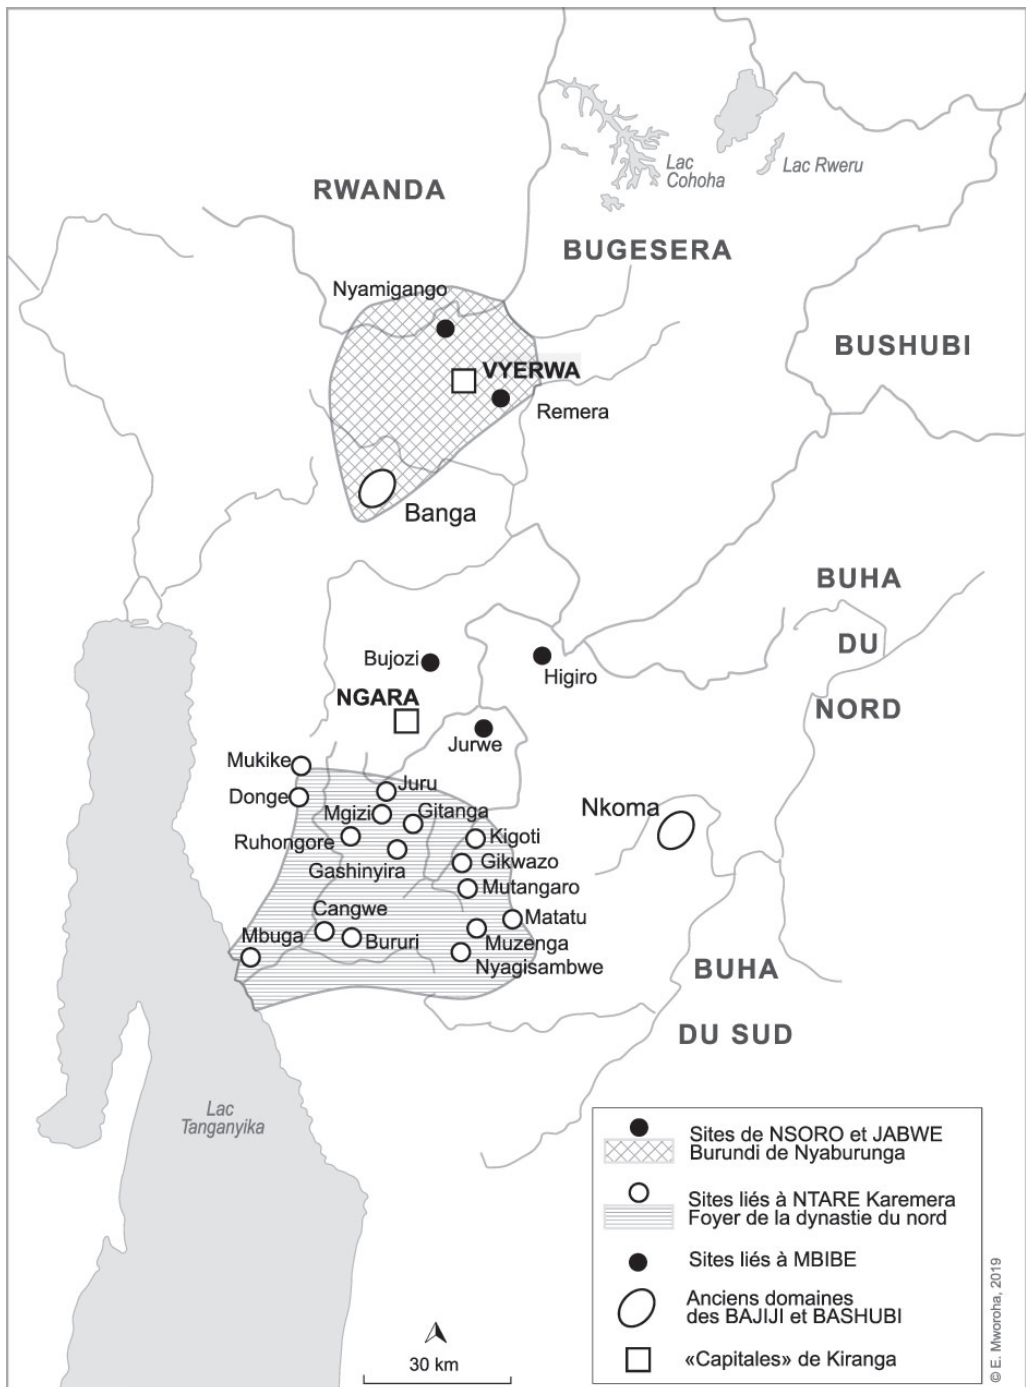 Lac
Cohoha
Lac Rweru
RWANDA
BUGESERA
Nyamigango
BUSHUBI
VYERWA
Remera
Banga
BUHA
DU
NORD
Bujozi
Higiro
NGARA
Jurwe
Mukike
Donge
Juru
Mgizi
Gitanga
Nkoma
Ruhongore
Kigoti
Gashinyira
Gikwazo
Mutangaro
Cangwe
Matatu
Mbuga
Bururi
Muzenga
Nyagisambwe
BUHA
DU SUD
Lac
Tanganyika
Sites de NSORO et JABWE
Burundi de Nyaburunga
Sites liés à NTARE Karemera
Foyer de la dynastie du nord
Sites liés à MBIBE
Anciens domaines
des BAJIJI et BASHUBI
«Capitales» de Kiranga
30 km
© E. Mworoha, 2019